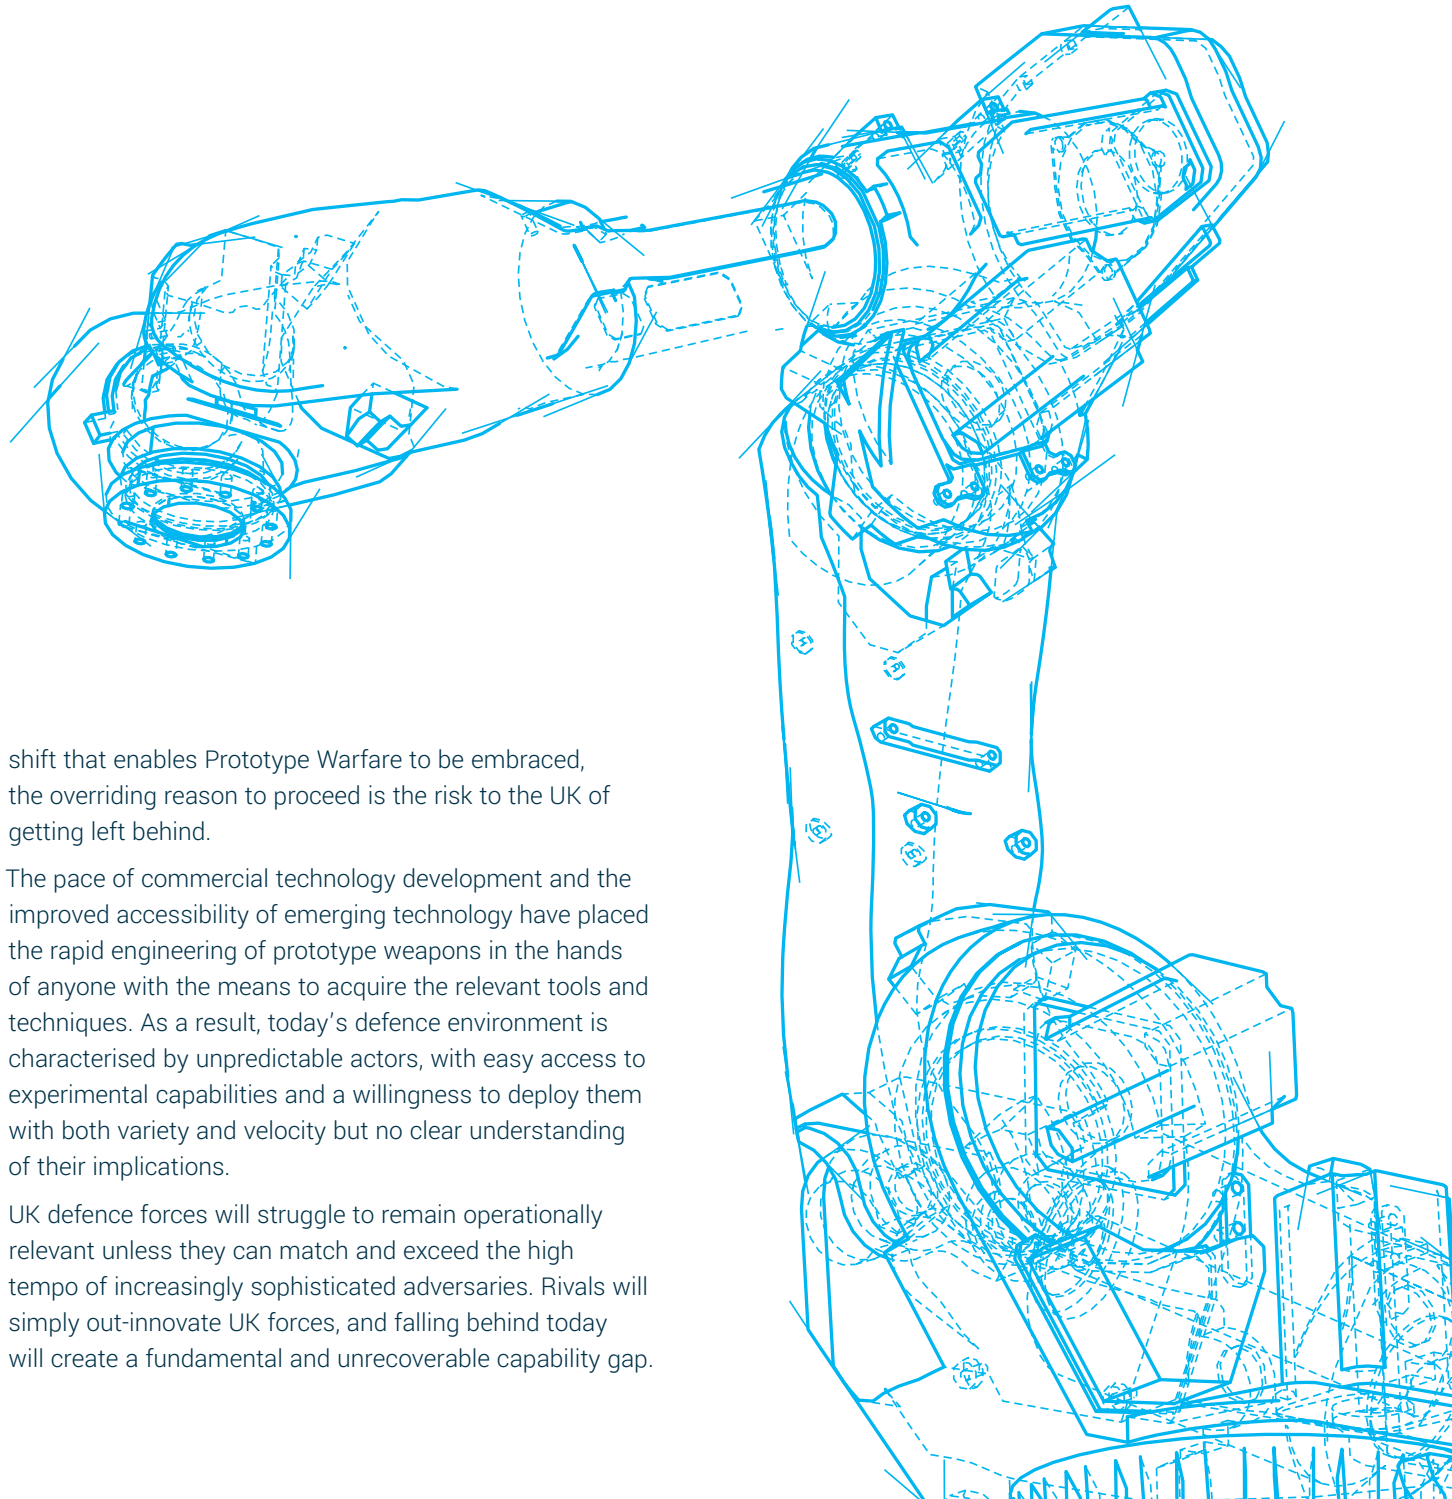 shift that enables Prototype Warfare to be embraced,
the overriding reason to proceed is the risk to the UK of
getting left behind.
The pace of commercial technology development and the
improved accessibility of emerging technology have placed
the rapid engineering of prototype weapons in the hands
of anyone with the means to acquire the relevant tools and
techniques. As a result, today’s defence environment is
characterised by unpredictable actors, with easy access to
experimental capabilities and a willingness to deploy them
with both variety and velocity but no clear understanding
of their implications.
UK defence forces will struggle to remain operationally
relevant unless they can match and exceed the high
tempo of increasingly sophisticated adversaries. Rivals will
simply out-innovate UK forces, and falling behind today
will create a fundamental and unrecoverable capability gap.